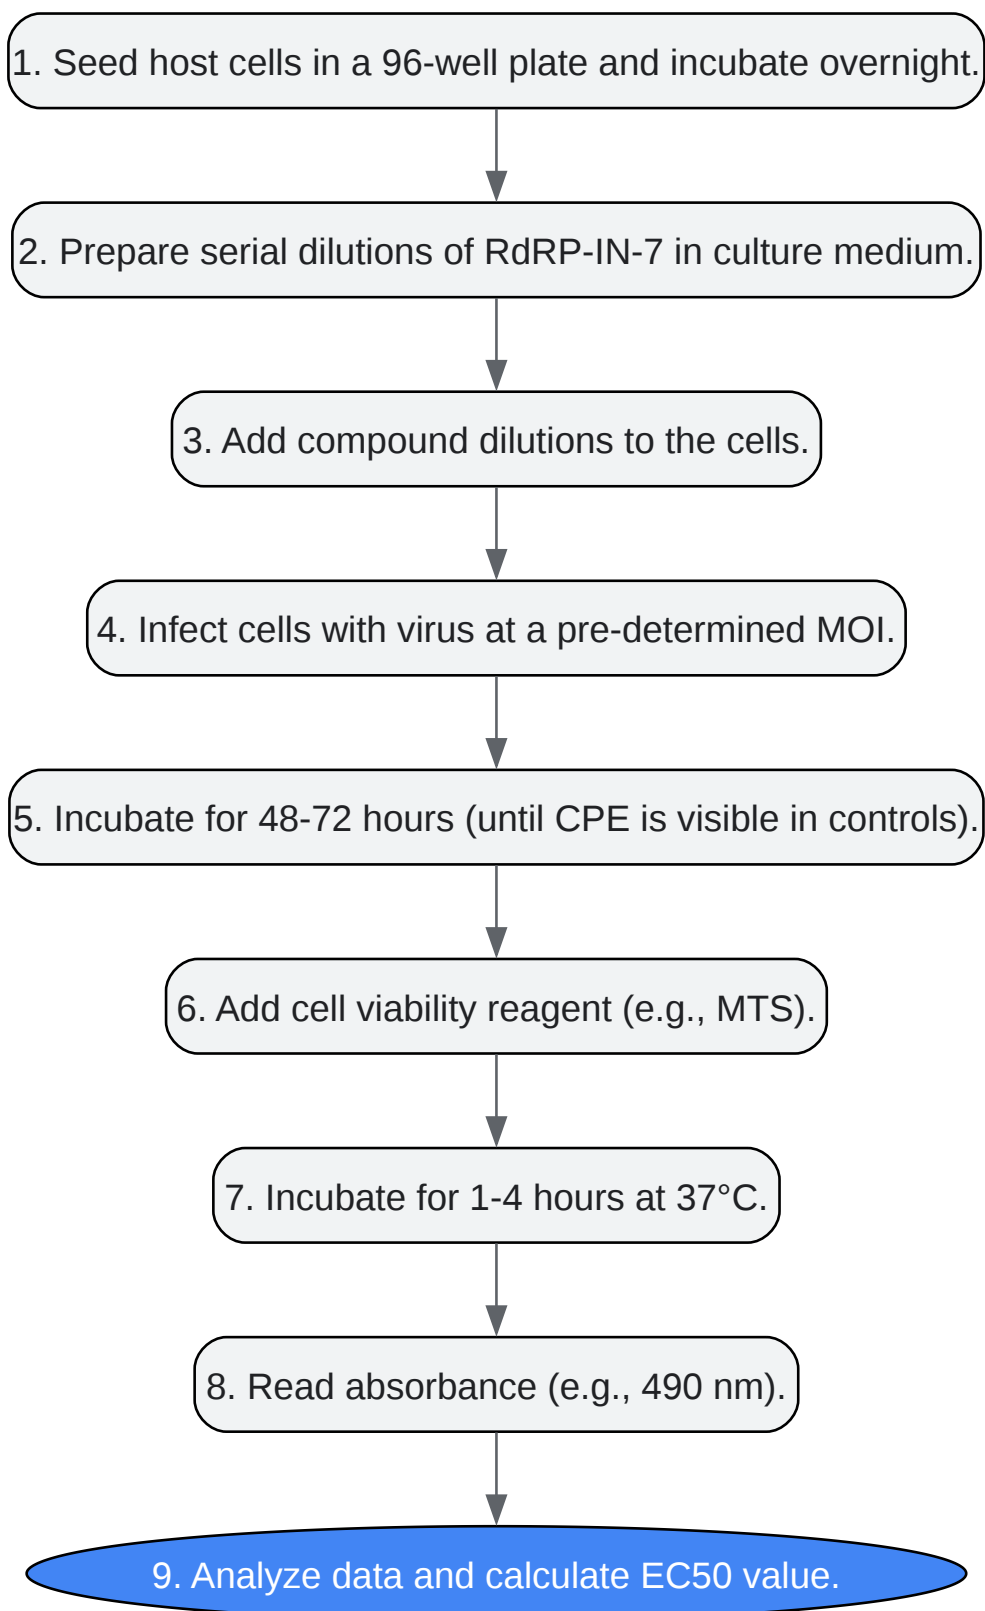 1. Seed host cells in a 96-well plate and incubate overnight.
2. Prepare serial dilutions of RdRP-IN-7 in culture medium.
3. Add compound dilutions to the cells.
4. Infect cells with virus at a pre-determined MOI.
5. Incubate for 48-72 hours (until CPE is visible in controls).
6. Add cell viability reagent (e.g., MTS).
7. Incubate for 1-4 hours at 37°C.
8. Read absorbance (e.g., 490 nm).
9. Analyze data and calculate EC50 value.